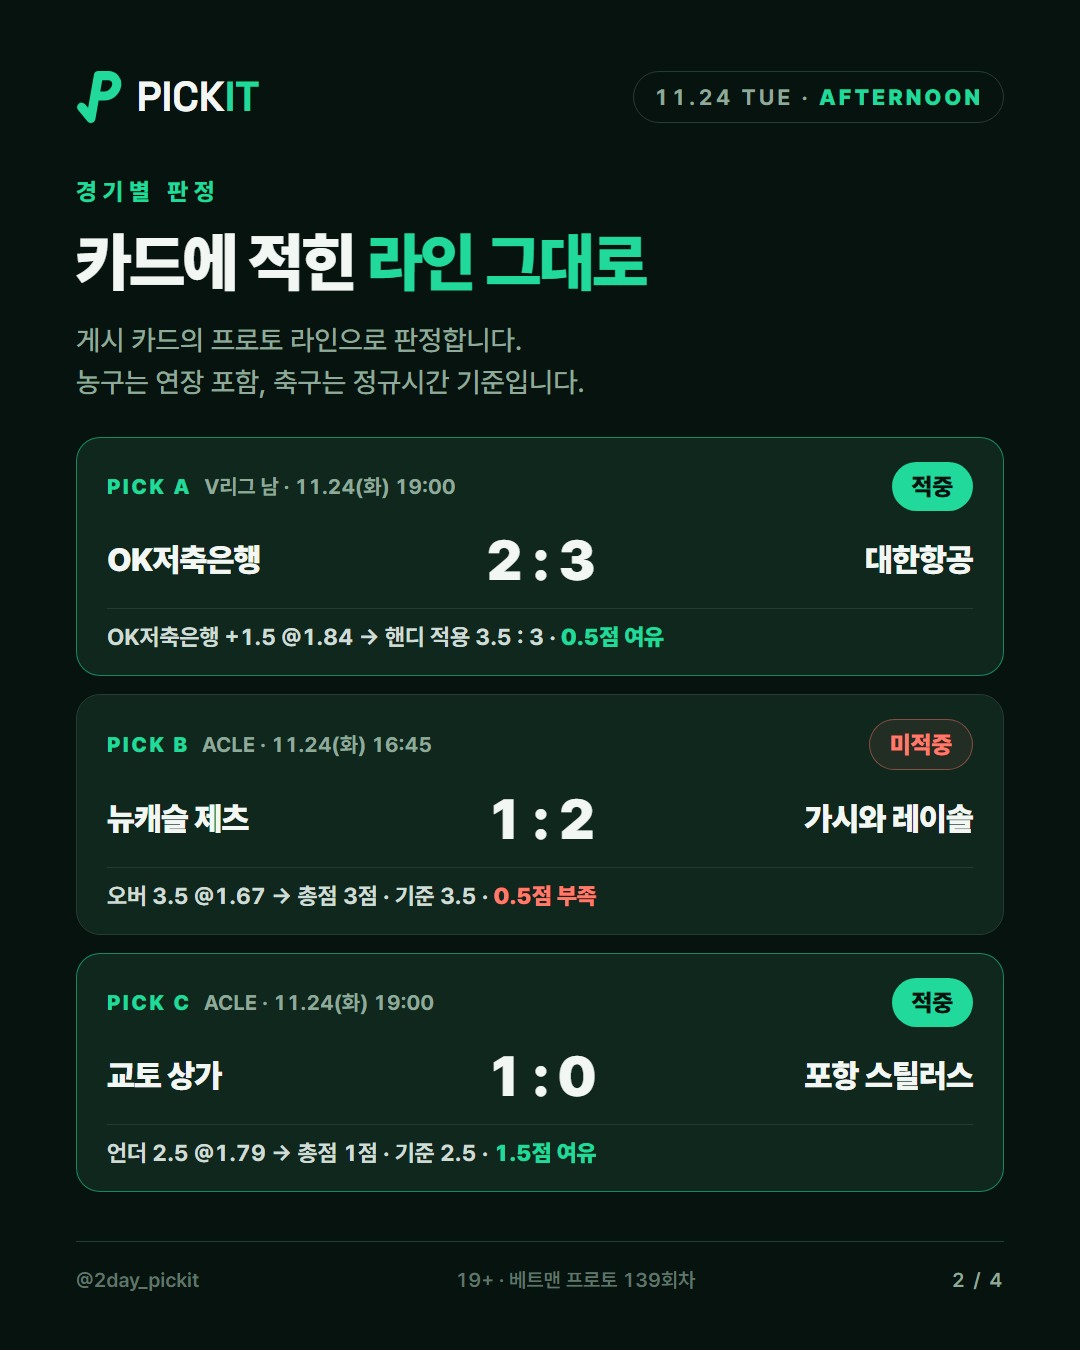 PICKIT
11.24 TUE · AFTERNOON
경기별 판정
카드에 적힌 라인 그대로
게시 카드의 프로토 라인으로 판정합니다.
농구는 연장 포함, 축구는 정규시간 기준입니다.
PICK A V리그 남 · 11.24(화) 19:00 적중
OK저축은행 2 : 3 대한항공
OK저축은행 +1.5 @1.84 → 핸디 적용 3.5 : 3 · 0.5점 여유
PICK B ACLE · 11.24(화) 16:45 미적중
뉴캐슬 제츠 1 : 2 가시와 레이솔
오버 3.5 @1.67 → 총점 3점 · 기준 3.5 · 0.5점 부족
PICK C ACLE · 11.24(화) 19:00 적중
교토 상가 1 : 0 포항 스틸러스
언더 2.5 @1.79 → 총점 1점 · 기준 2.5 · 1.5점 여유
@2day_pickit 19+ · 베트맨 프로토 139회차 2 / 4